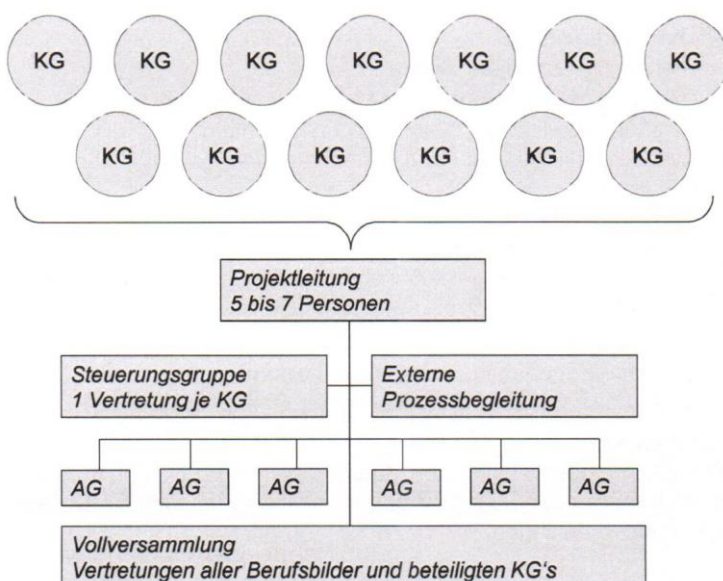 KG KG KG KG KG KG KG
KG KG KG KG KG KG
Projektleitung
5 bis 7 Personen
Steuerungsgruppe
1 Vertretung je KG
Externe
Prozessbegleitung
AG AG AG AG AG AG
Vollversammlung
Vertretungen aller Berufsbilder und beteiligten KG's